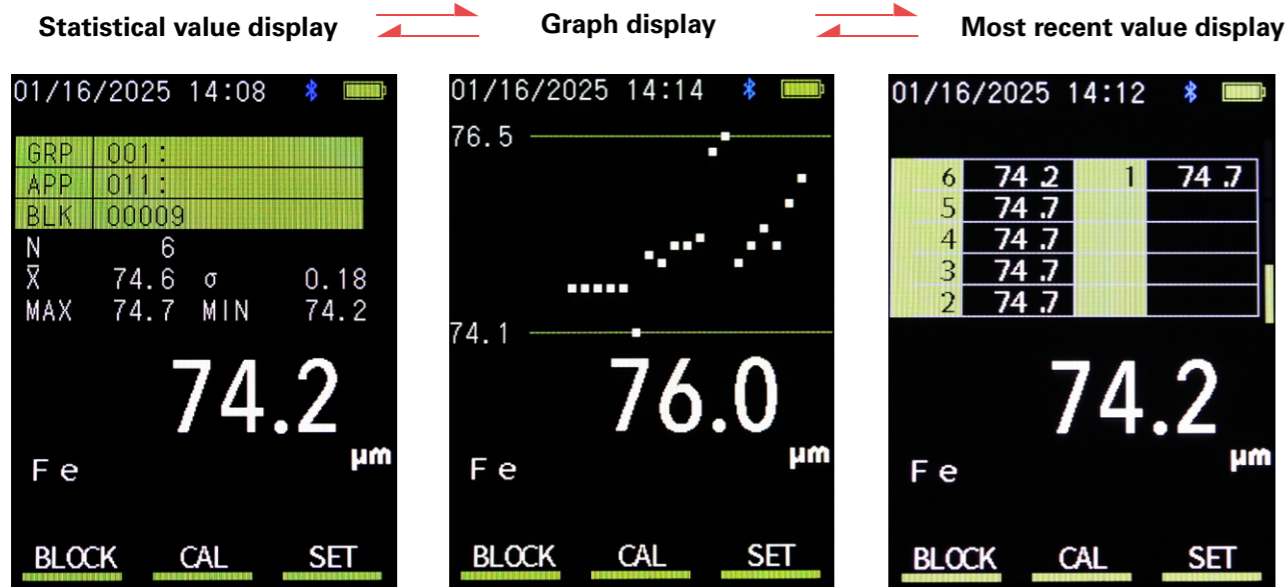 Statistical value display
Graph display
Most recent value display
01/16/2025 14:08
GRP 001:
APP 011:
BLK 00009
N 6
X̄ 74.6 σ 0.18
MAX 74.7 MIN 74.2
74.2
μm
Fe
BLOCK CAL SET
01/16/2025 14:14
76.5
74.1
76.0
μm
Fe
BLOCK CAL SET
01/16/2025 14:12
6 74.2 1 74.7
5 74.7
4 74.7
3 74.7
2 74.7
74.2
μm
Fe
BLOCK CAL SET